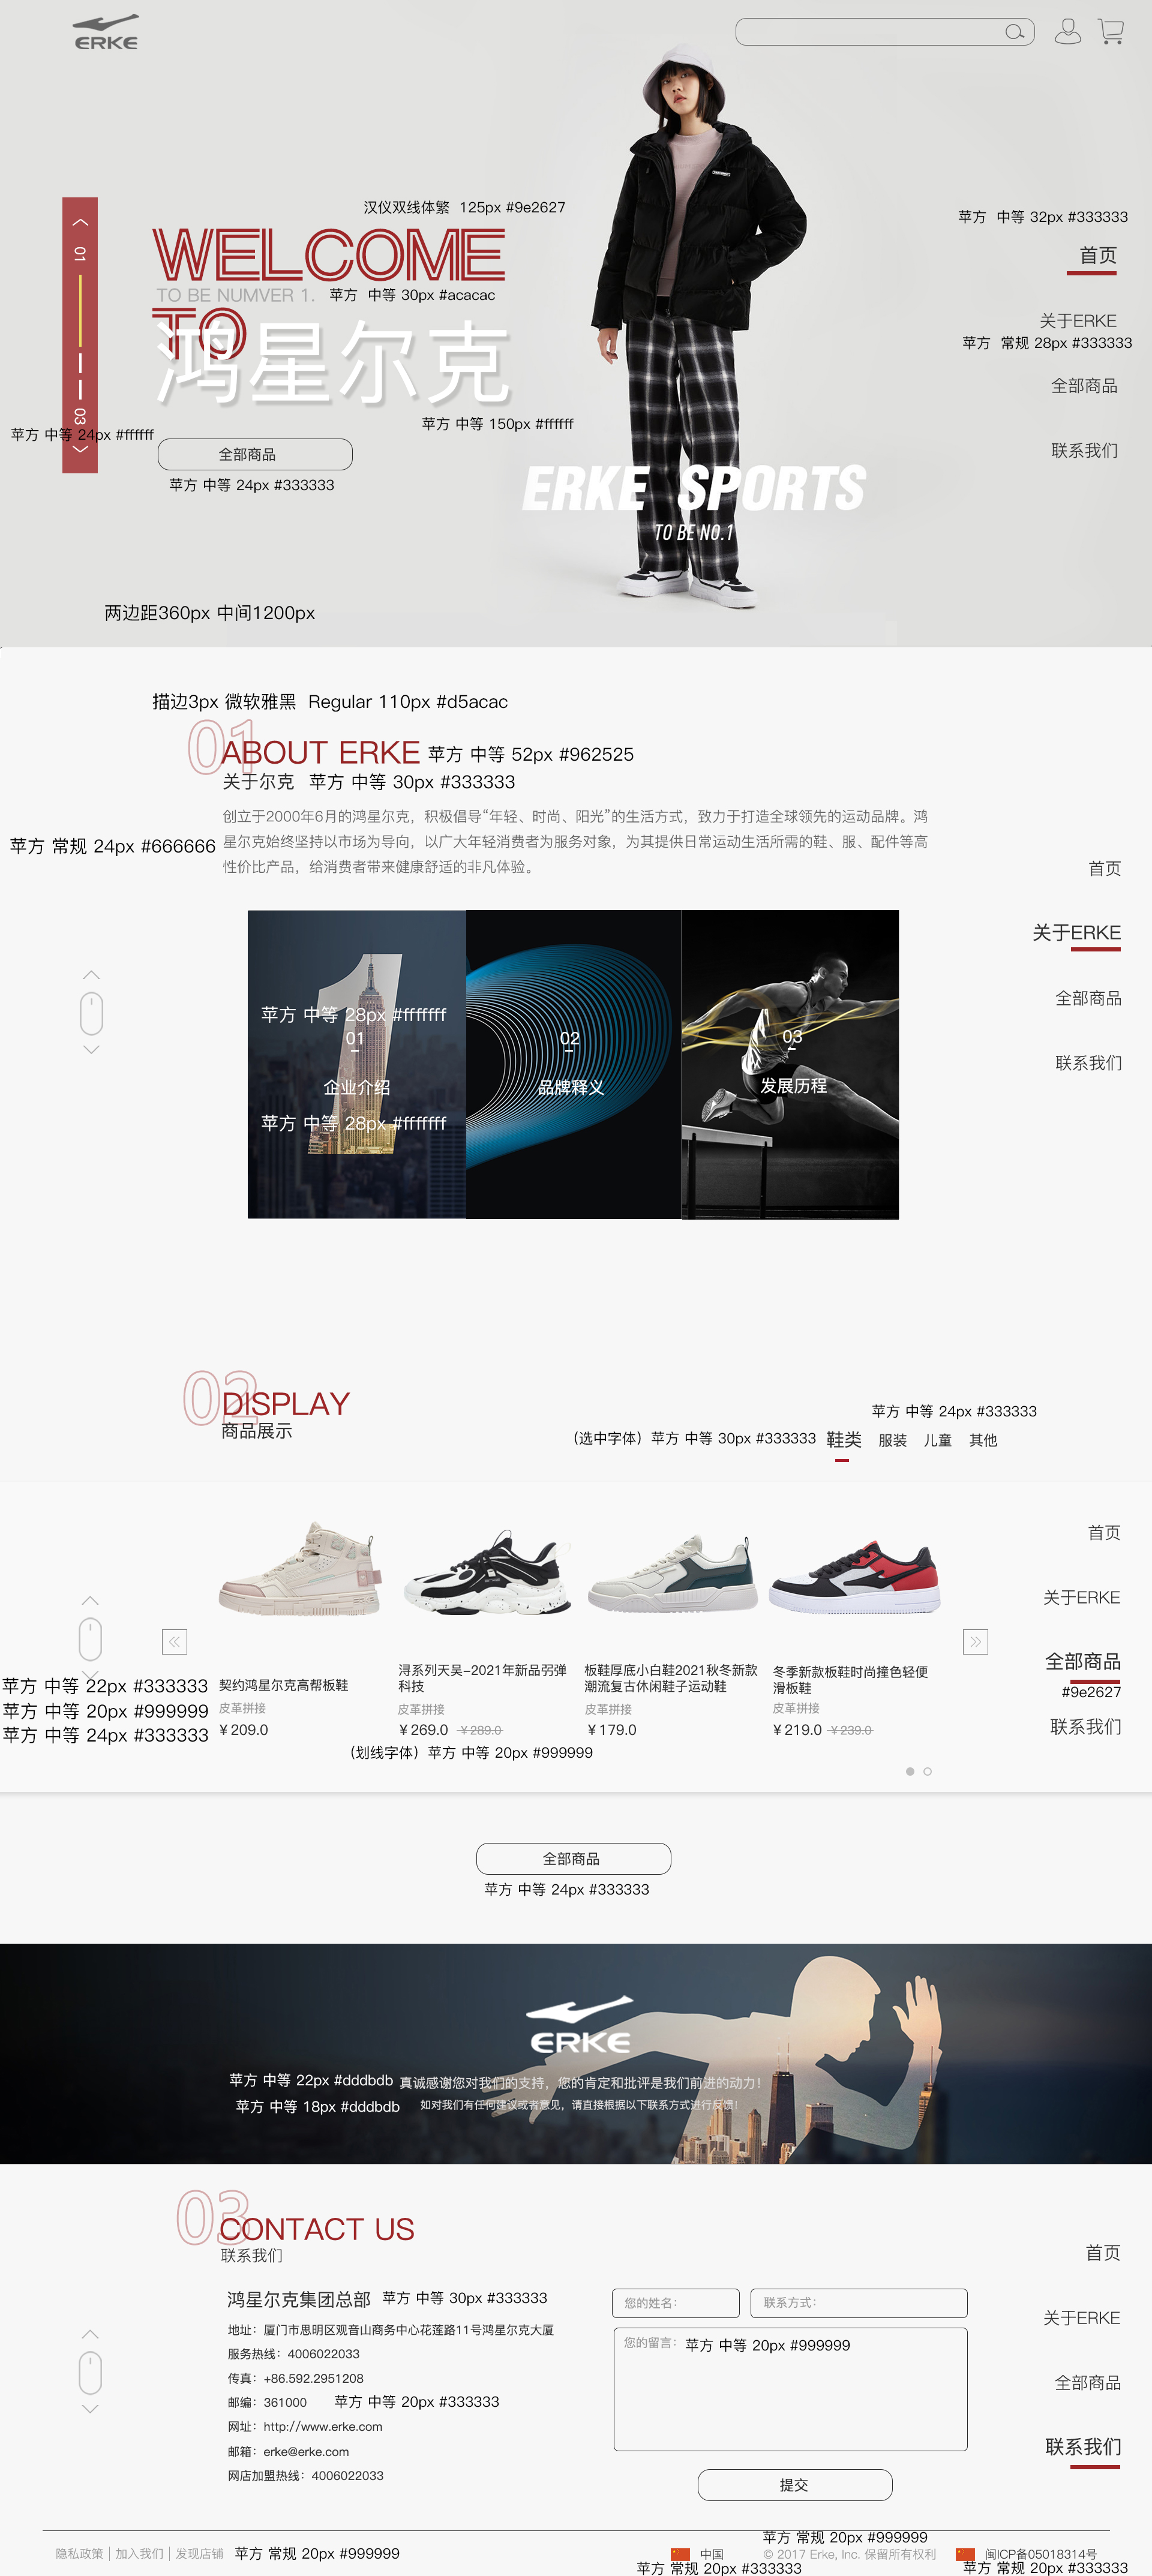 ERKE
汉仪双线体繁 125px #9e2627
WELCOME
TO BE NUMVER 1.
苹方 中等 30px #acacac
TO
鸿星尔克
苹方 中等 150px #ffffff
01
03
苹方 中等 24px #ffffff
全部商品
苹方 中等 24px #333333
ERKE SPORTS
TO BE NO.1
苹方 中等 32px #333333
首页
关于ERKE
苹方 常规 28px #333333
全部商品
联系我们
两边距360px 中间1200px
描边3px 微软雅黑 Regular 110px #d5acac
01
ABOUT ERKE
苹方 中等 52px #962525
关于尔克
苹方 中等 30px #333333
创立于2000年6月的鸿星尔克，积极倡导“年轻、时尚、阳光”的生活方式，致力于打造全球领先的运动品牌。鸿
星尔克始终坚持以市场为导向，以广大年轻消费者为服务对象，为其提供日常运动生活所需的鞋、服、配件等高
性价比产品，给消费者带来健康舒适的非凡体验。
苹方 常规 24px #666666
首页
关于ERKE
全部商品
联系我们
苹方 中等 28px #fffffff
01
企业介绍
苹方 中等 28px #fffffff
02
品牌释义
03
发展历程
02
DISPLAY
商品展示
苹方 中等 24px #333333
（选中字体）苹方 中等 30px #333333
鞋类 服装 儿童 其他
首页
关于ERKE
全部商品
#9e2627
联系我们
苹方 中等 22px #333333
苹方 中等 20px #999999
苹方 中等 24px #333333
契约鸿星尔克高帮板鞋
皮革拼接
￥209.0
浔系列天吴-2021年新品弜弹
科技
皮革拼接
￥269.0 ￥289.0
（划线字体）苹方 中等 20px #999999
板鞋厚底小白鞋2021秋冬新款
潮流复古休闲鞋子运动鞋
皮革拼接
￥179.0
冬季新款板鞋时尚撞色轻便
滑板鞋
皮革拼接
￥219.0 ￥239.0
全部商品
苹方 中等 24px #333333
ERKE
苹方 中等 22px #dddbdb
真诚感谢您对我们的支持，您的肯定和批评是我们前进的动力！
苹方 中等 18px #dddbdb
如对我们有任何建议或者意见，请直接根据以下联系方式进行反馈！
03
CONTACT US
联系我们
鸿星尔克集团总部
苹方 中等 30px #333333
地址：厦门市思明区观音山商务中心花莲路11号鸿星尔克大厦
服务热线：4006022033
传真：+86.592.2951208
邮编：361000
苹方 中等 20px #333333
网址：http://www.erke.com
邮箱：erke@erke.com
网店加盟热线：4006022033
您的姓名：
联系方式：
您的留言：
苹方 中等 20px #999999
提交
首页
关于ERKE
全部商品
联系我们
隐私政策｜加入我们｜发现店铺
苹方 常规 20px #999999
中国
苹方 常规 20px #333333
苹方 常规 20px #999999
© 2017 Erke, Inc. 保留所有权利
闽ICP备05018314号
苹方 常规 20px #333333